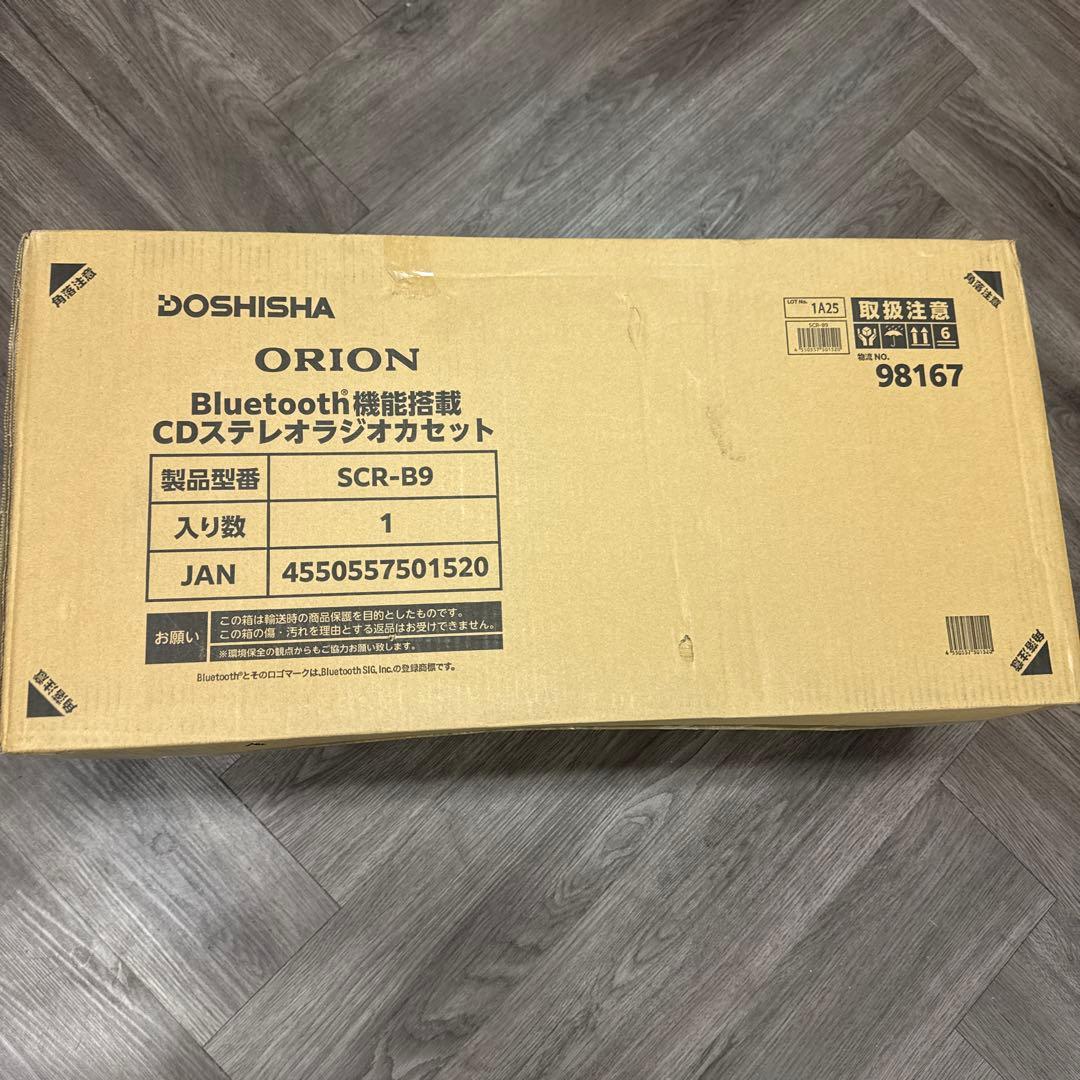 角落注意
DOSHISHA
ORION
Bluetooth®機能搭載
CDステレオラジオカセット
製品型番 SCR-B9
入り数 1
JAN 4550557501520
お願い
この箱は輸送時の商品保護を目的としたものです。
この箱の傷・汚れを理由とする返品はお受けできません。
※環境保全の観点からもご協力お願い致します。
Bluetooth®とそのロゴマークは、Bluetooth SIG, Inc.の登録商標です。
LOT No. 1A25
SCR-B9
4 550557 501520
取扱注意
6
物流 NO.
98167
角落注意
4 550557 501520
角落注意
角落注意